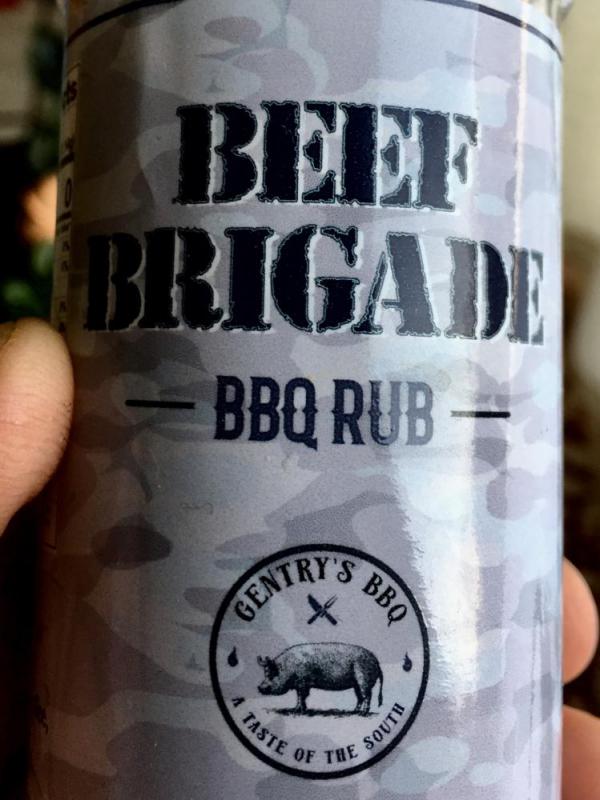 BEEF
BRIGADE
BBQ RUB
GENTRY'S BBQ
A TASTE OF THE SOUTH